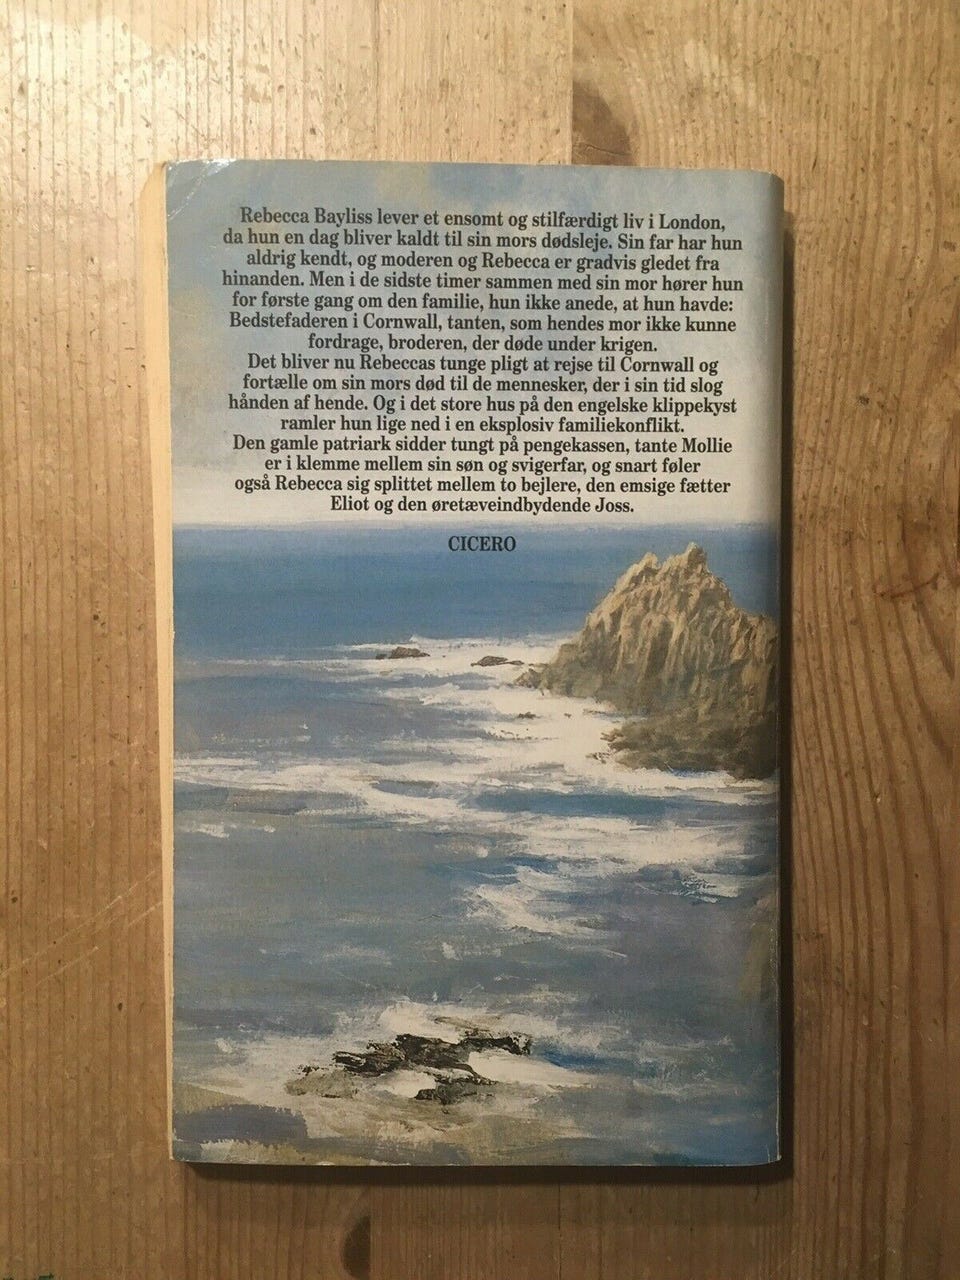 Rebecca Bayliss lever et ensomt og stilfærdigt liv i London,
da hun en dag bliver kaldt til sin mors dødsleje. Sin far har hun
aldrig kendt, og moderen og Rebecca er gradvis gledet fra
hinanden. Men i de sidste timer sammen med sin mor hører hun
for første gang om den familie, hun ikke anede, at hun havde:
Bedstefaderen i Cornwall, tanten, som hendes mor ikke kunne
fordrage, broderen, der døde under krigen.
Det bliver nu Rebeccas tunge pligt at rejse til Cornwall og
fortælle om sin mors død til de mennesker, der i sin tid slog
hånden af hende. Og i det store hus på den engelske klippekyst
ramler hun lige ned i en eksplosiv familiekonflikt.
Den gamle patriark sidder tungt på pengekassen, tante Mollie
er i klemme mellem sin søn og svigerfar, og snart føler
også Rebecca sig splittet mellem to bejlere, den emsige fætter
Eliot og den øretæveindbydende Joss.
CICERO